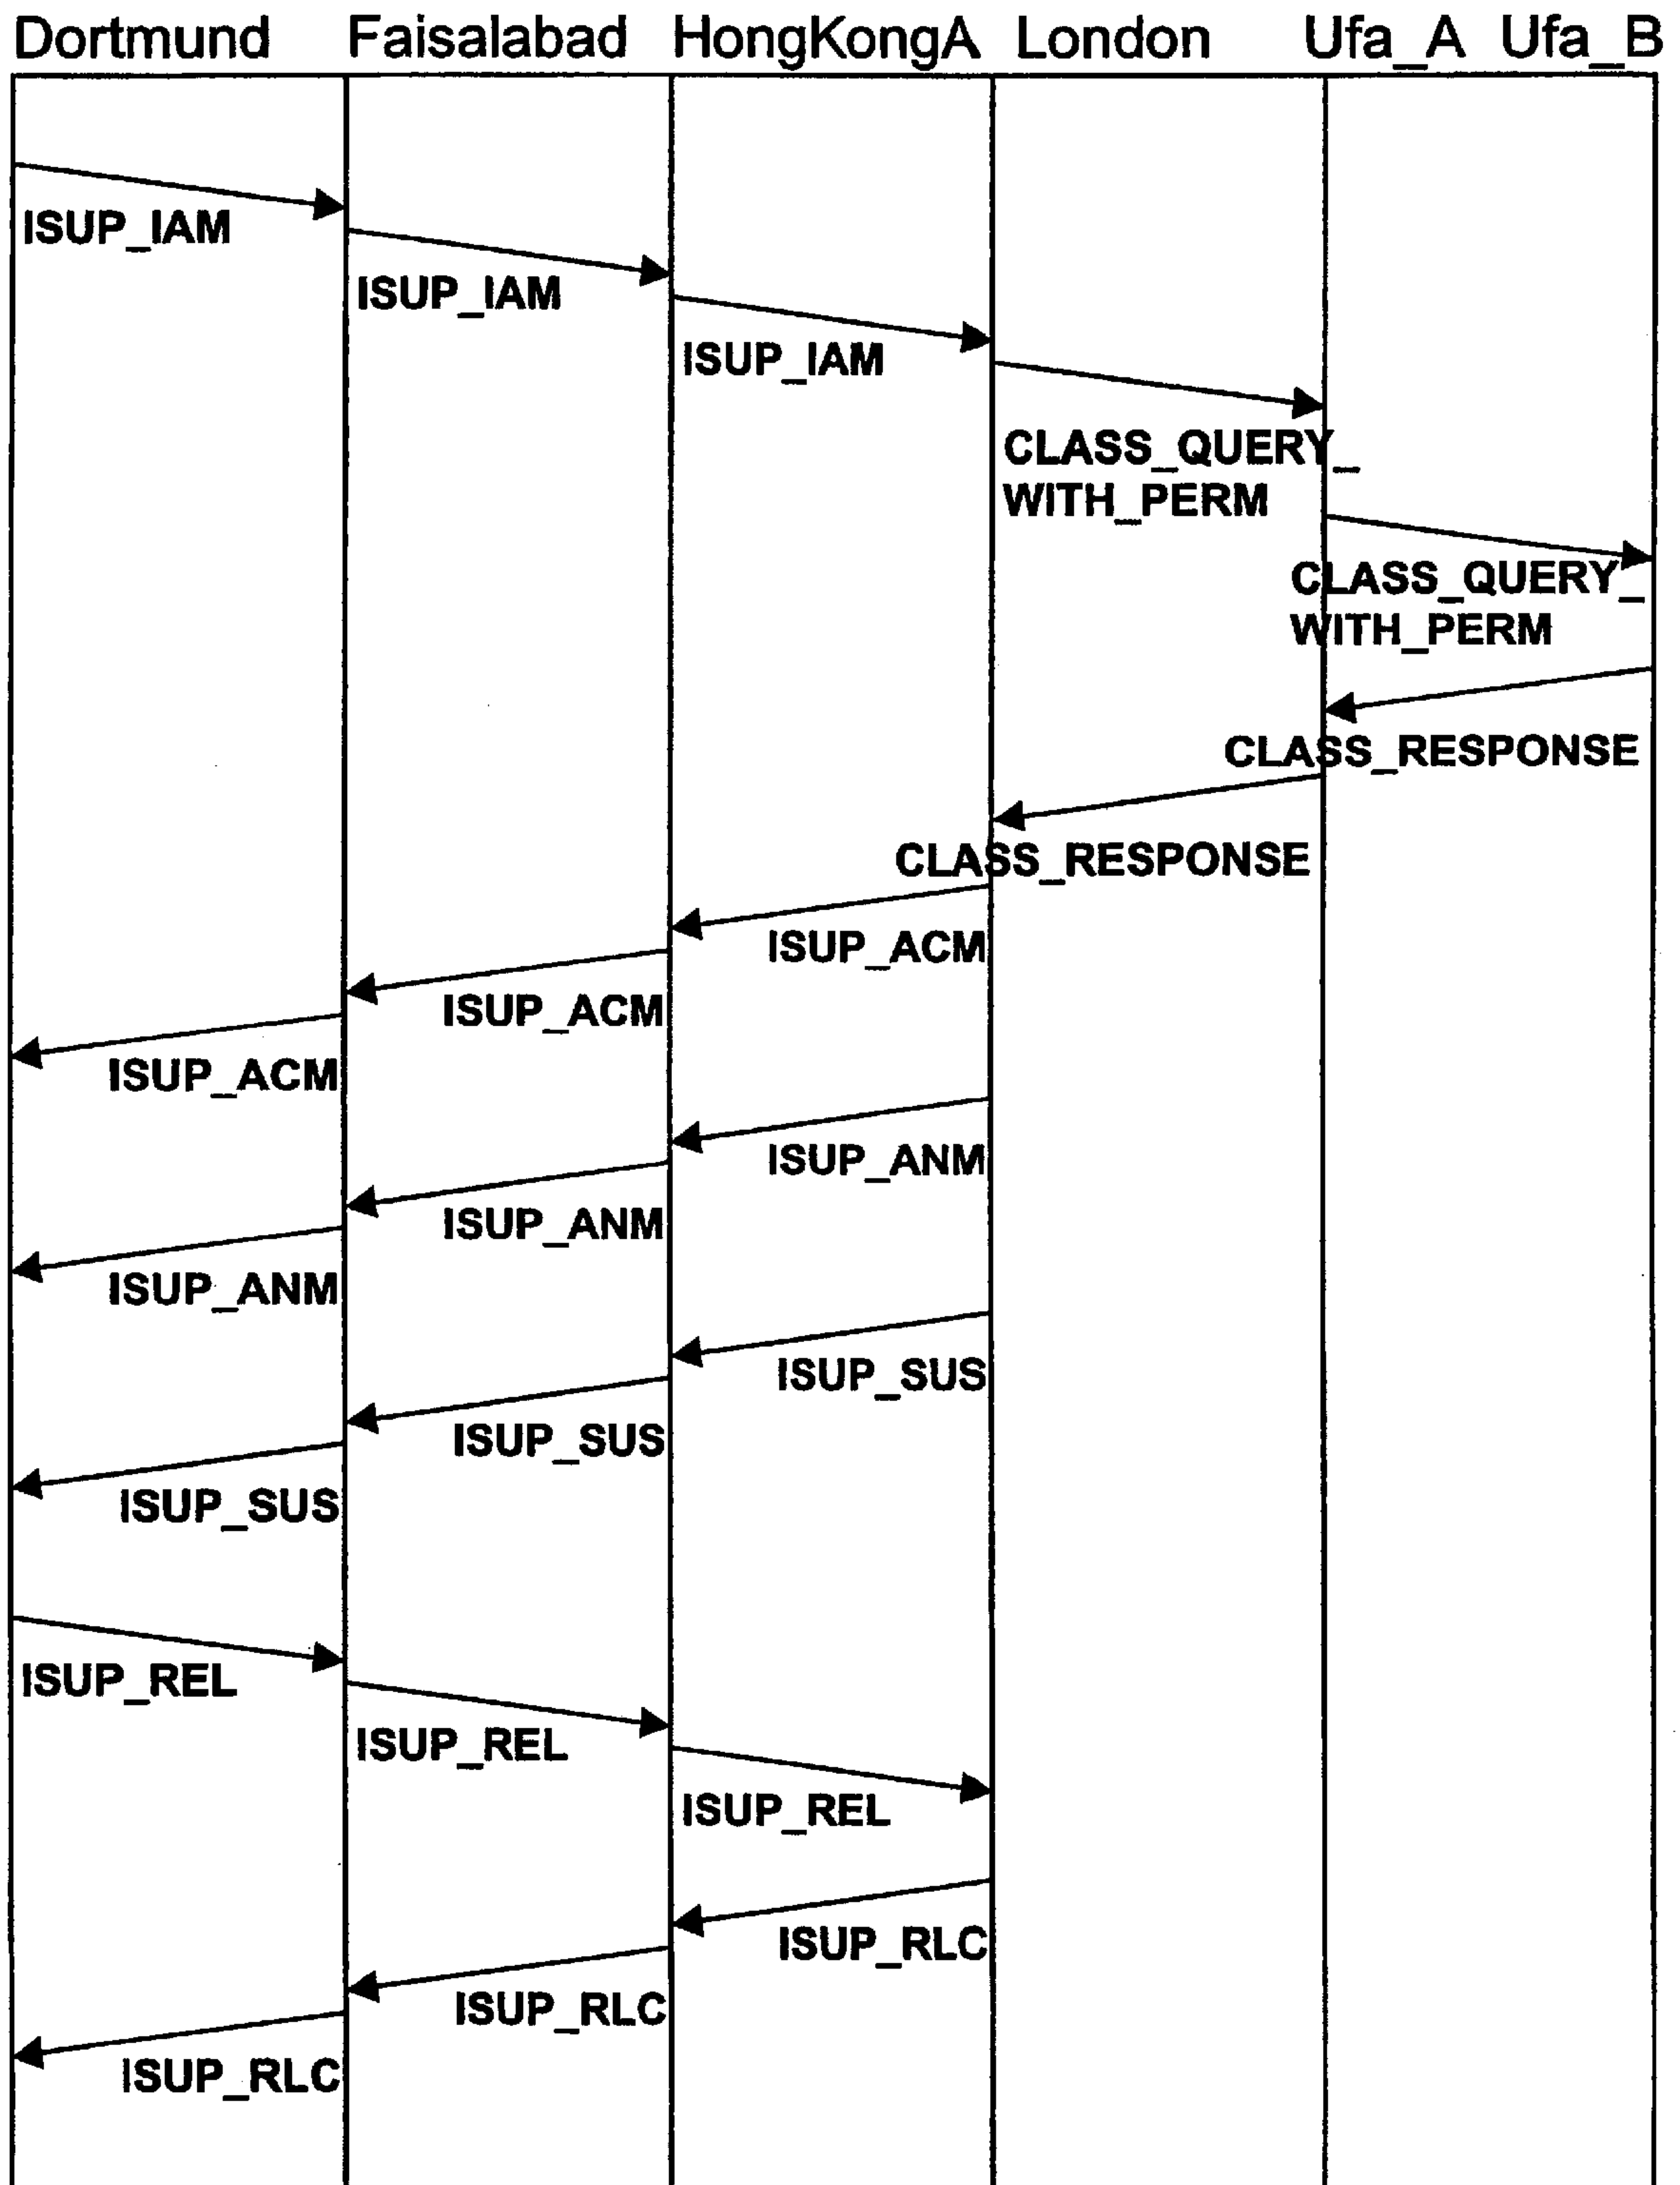 Dortmund Faisalabad HongKongA London Ufa_A Ufa_B
ISUP_IAM
ISUP_IAM
ISUP_IAM
CLASS_QUERY_
WITH_PERM
CLASS_QUERY_
WITH_PERM
CLASS_RESPONSE
CLASS_RESPONSE
ISUP_ACM
ISUP_ACM
ISUP_ACM
ISUP_ANM
ISUP_ANM
ISUP_ANM
ISUP_SUS
ISUP_SUS
ISUP_SUS
ISUP_REL
ISUP_REL
ISUP_REL
ISUP_RLC
ISUP_RLC
ISUP_RLC